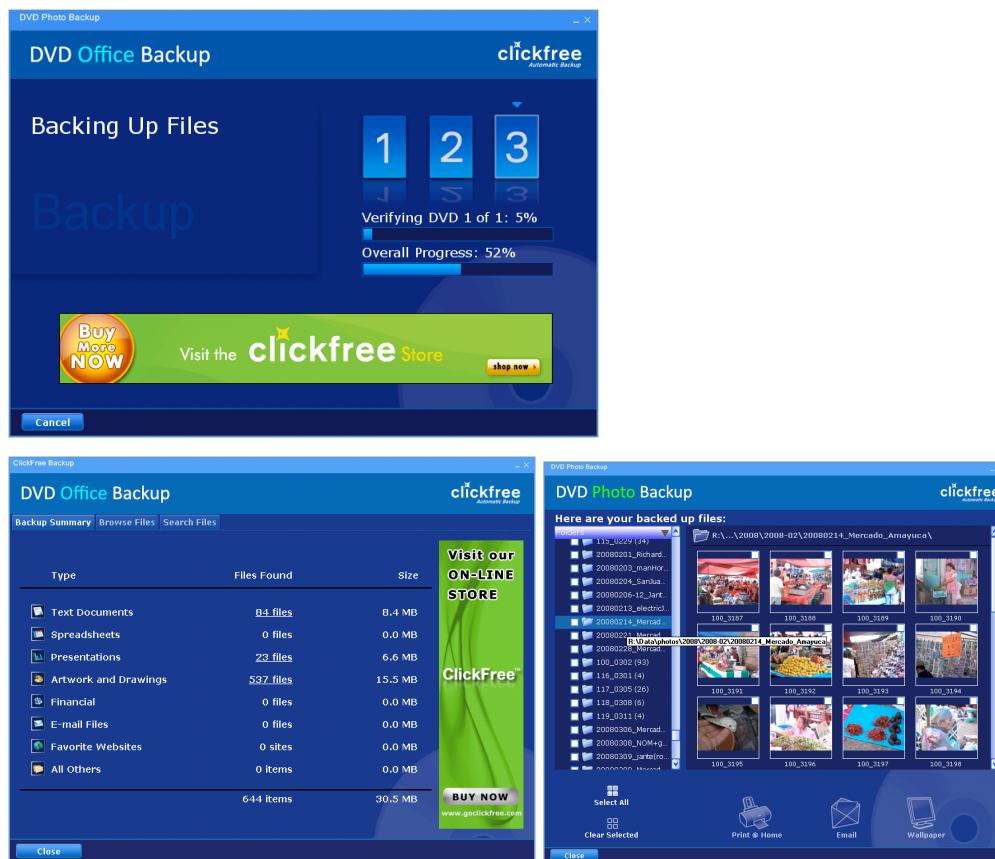 DVD Photo Backup
DVD Office Backup
clickfree
Automatic Backup
Backing Up Files
Backup
1 2 3
Verifying DVD 1 of 1: 5%
Overall Progress: 52%
Buy
More
NOW
Visit the clickfree Store
shop now
Cancel
ClickFree Backup
DVD Office Backup
clickfree
Automatic Backup
Backup Summary Browse Files Search Files
Type Files Found Size
Text Documents 84 files 8.4 MB
Spreadsheets 0 files 0.0 MB
Presentations 23 files 6.6 MB
Artwork and Drawings 537 files 15.5 MB
Financial 0 files 0.0 MB
E-mail Files 0 files 0.0 MB
Favorite Websites 0 sites 0.0 MB
All Others 0 items 0.0 MB
644 items 30.5 MB
Visit our
ON-LINE
STORE
ClickFree™
BUY NOW
www.goclickfree.com
Close
DVD Photo Backup
DVD Photo Backup
clickfree
Here are your backed up files:
Folders
R:\...\2008\2008-02\20080214_Mercado_Amayuca\
115_0229 (34)
20080201_Richard...
20080203_manHor...
20080204_SanJua...
20080206-12_Jant...
20080213_electric)...
20080214_Mercad...
20080221_Mercad...
R:\Data\photos\2008\2008-02\20080214_Mercado_Amayuca
20080228_Mercad...
100_0302 (93)
116_0301 (4)
117_0305 (26)
118_0308 (6)
119_0311 (4)
20080306_Mercad...
20080308_NOM+g...
20080309_jante(ro...
100_3187 100_3188 100_3189 100_3190
100_3191 100_3192 100_3193 100_3194
100_3195 100_3196 100_3197 100_3198
Select All
Clear Selected
Print @ Home
Email
Wallpaper
Close